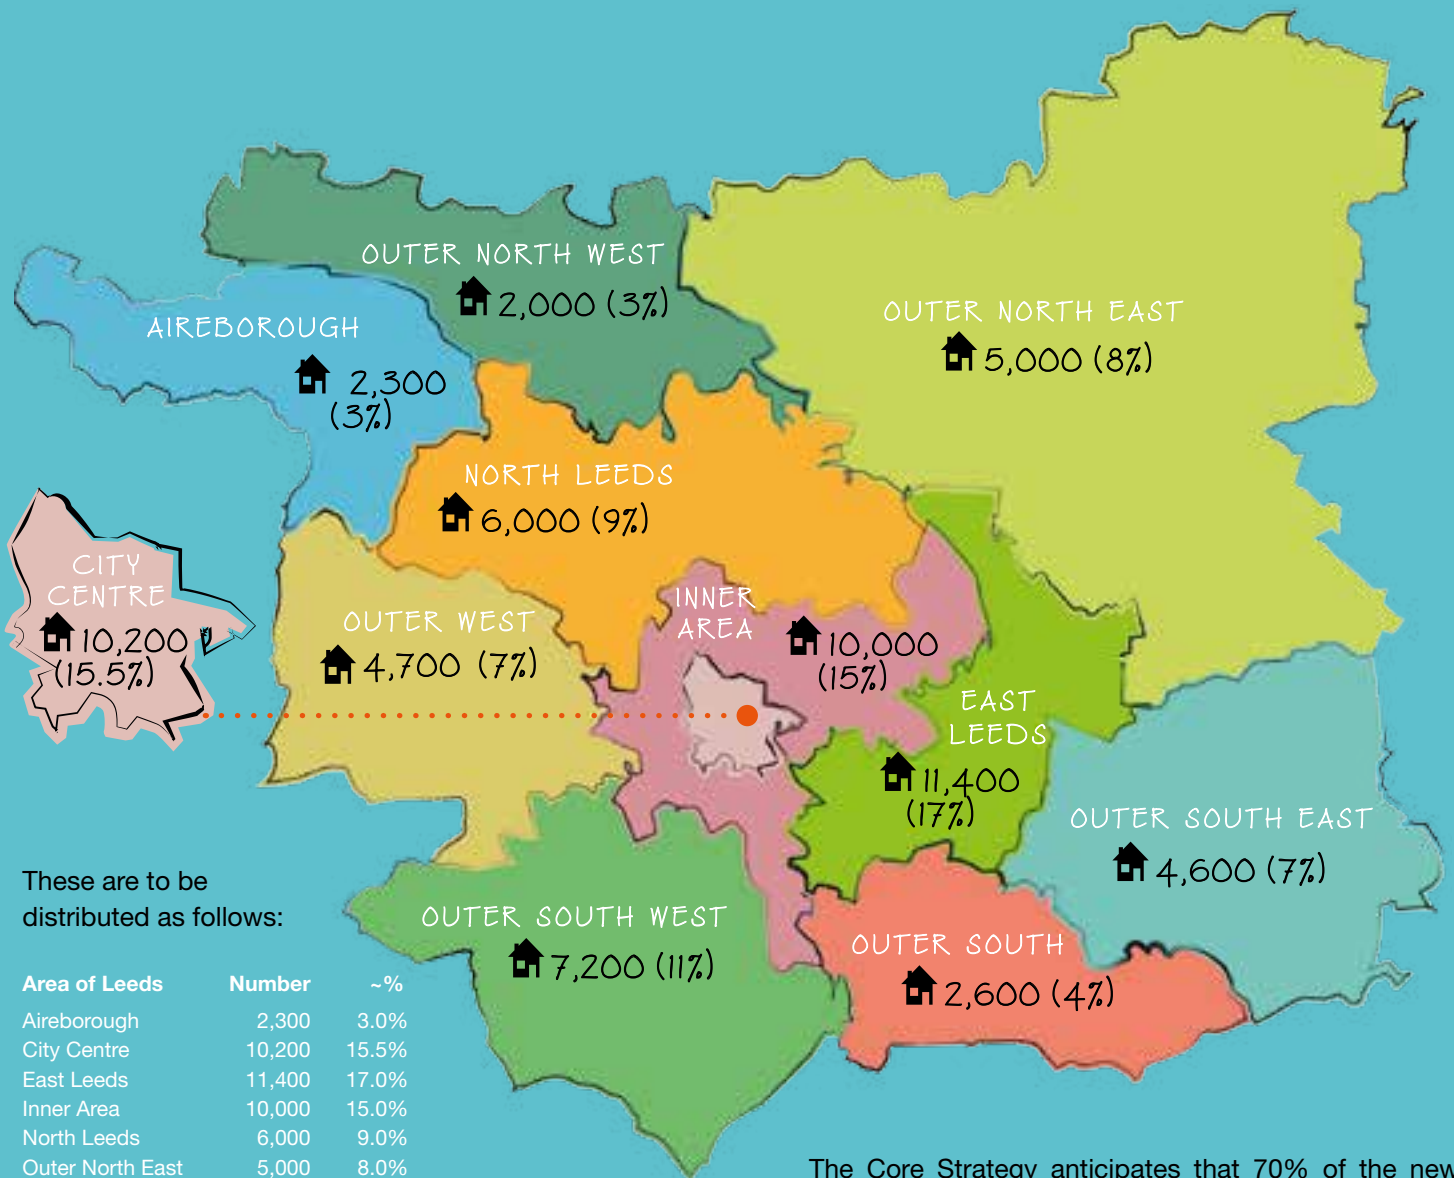 OUTER NORTH WEST
2,000 (3%)
OUTER NORTH EAST
5,000 (8%)
AIREBOROUGH
2,300
(3%)
NORTH LEEDS
6,000 (9%)
CITY
CENTRE
10,200
(15.5%)
OUTER WEST
4,700 (7%)
INNER
AREA
10,000
(15%)
EAST
LEEDS
11,400
(17%)
OUTER SOUTH EAST
4,600 (7%)
OUTER SOUTH WEST
7,200 (11%)
OUTER SOUTH
2,600 (4%)
These are to be
distributed as follows:
Area of Leeds Number ~%
Aireborough 2,300 3.0%
City Centre 10,200 15.5%
East Leeds 11,400 17.0%
Inner Area 10,000 15.0%
North Leeds 6,000 9.0%
Outer North East 5,000 8.0%
The Core Strategy anticipates that 70% of the new